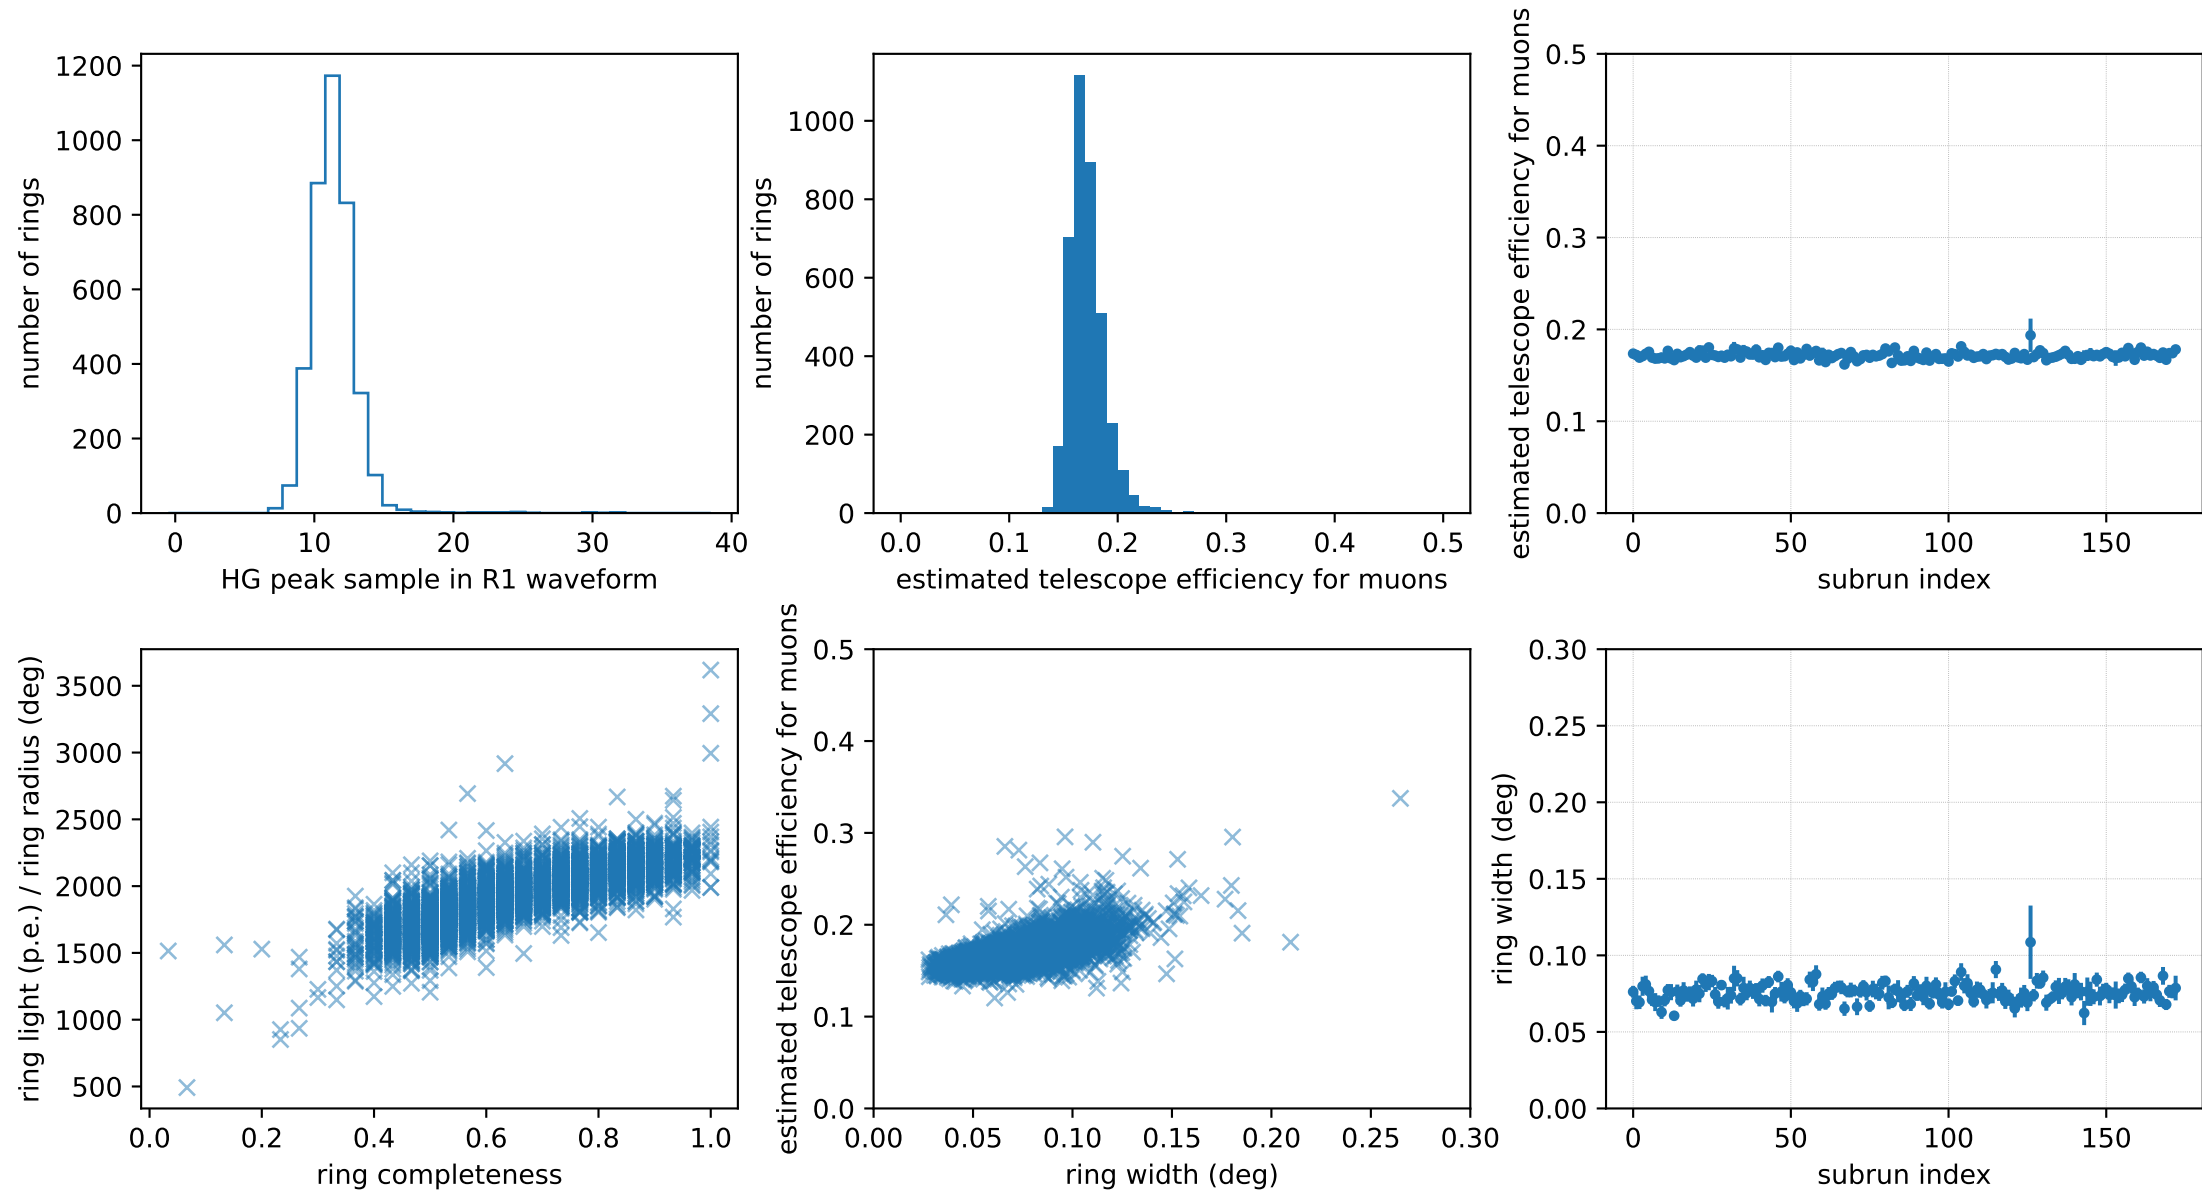 number of rings
1200
1000
800
600
400
200
0
0 10 20 30 40
HG peak sample in R1 waveform
number of rings
1000
800
600
400
200
0
0.0 0.1 0.2 0.3 0.4 0.5
estimated telescope efficiency for muons
estimated telescope efficiency for muons
0.5
0.4
0.3
0.2
0.1
0.0
0 50 100 150
subrun index
ring light (p.e.) / ring radius (deg)
3500
3000
2500
2000
1500
1000
500
0.0 0.2 0.4 0.6 0.8 1.0
ring completeness
estimated telescope efficiency for muons
0.5
0.4
0.3
0.2
0.1
0.0
0.00 0.05 0.10 0.15 0.20 0.25 0.30
ring width (deg)
ring width (deg)
0.30
0.25
0.20
0.15
0.10
0.05
0.00
0 50 100 150
subrun index